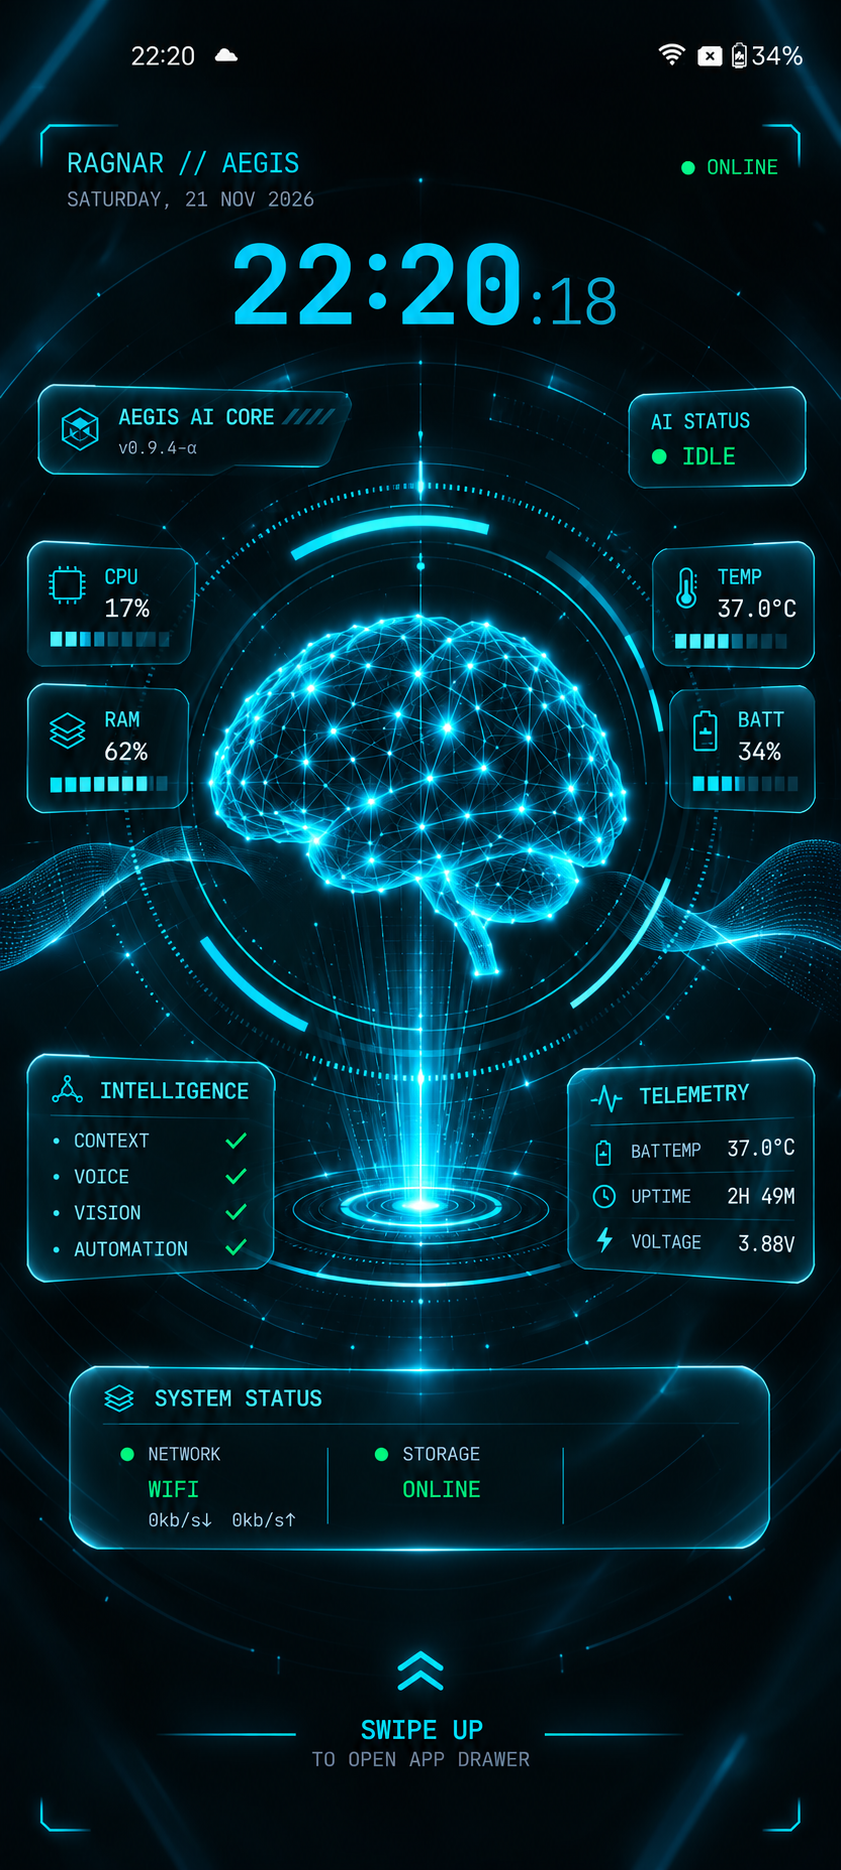 22:20 34%
RAGNAR // AEGIS
ONLINE
SATURDAY, 21 NOV 2026
22:20:18
AEGIS AI CORE
v0.9.4-α
AI STATUS
IDLE
CPU
17%
TEMP
37.0°C
RAM
62%
BATT
34%
INTELLIGENCE
• CONTEXT ✓
• VOICE ✓
• VISION ✓
• AUTOMATION ✓
TELEMETRY
BATTEMP 37.0°C
UPTIME 2H 49M
VOLTAGE 3.88V
SYSTEM STATUS
NETWORK
WIFI
0kb/s↓ 0kb/s↑
STORAGE
ONLINE
SWIPE UP
TO OPEN APP DRAWER